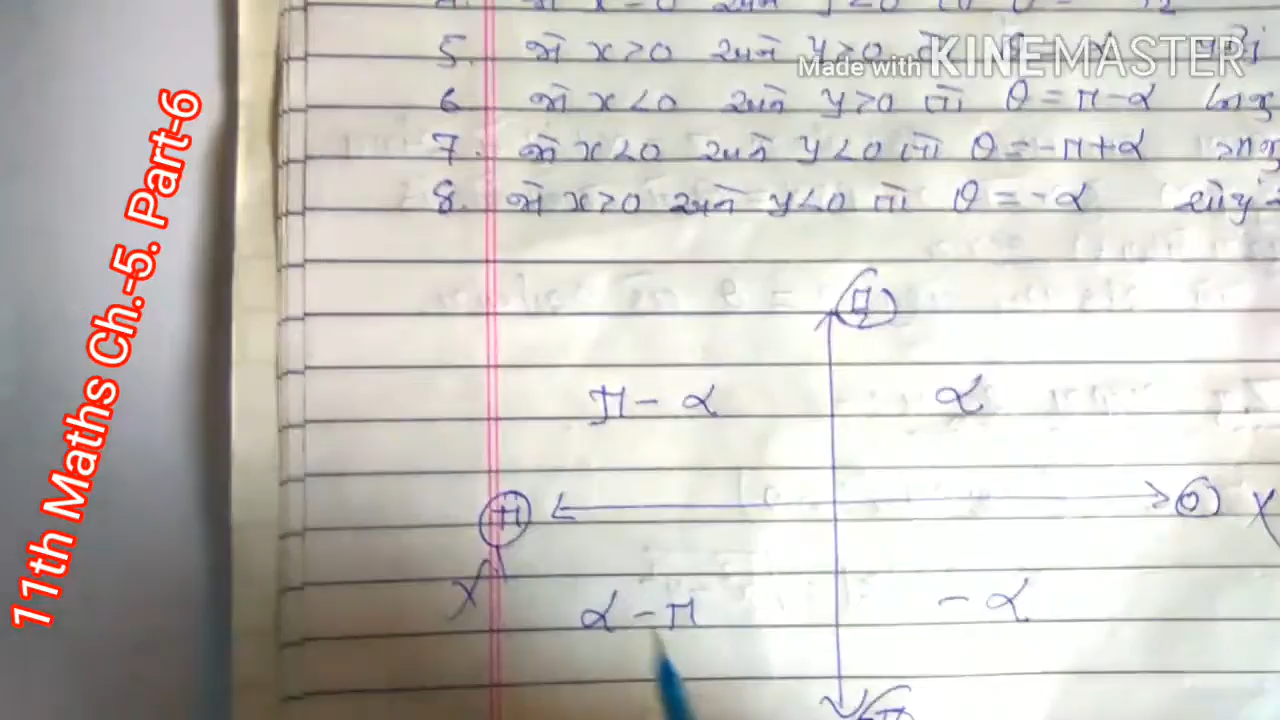 5. જો x>0 અને y>0 તો θ = α
6. જો x<0 અને y>0 તો θ = π-α
7. જો x<0 અને y<0 તો θ = -π+α
8. જો x>0 અને y<0 તો θ = -α
Made with KINEMASTER
11th Maths Ch.-5. Part-6
π - α α
π 0 X
X'
α - π - α